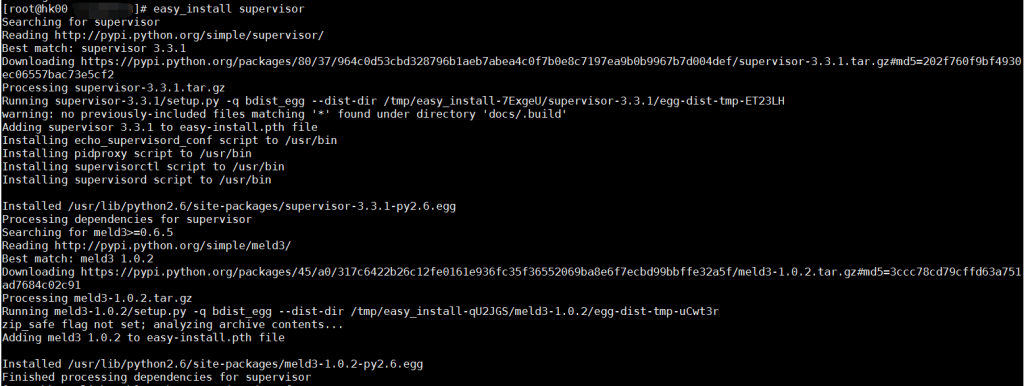 [root@hk00 ]# easy_install supervisor
Searching for supervisor
Reading http://pypi.python.org/simple/supervisor/
Best match: supervisor 3.3.1
Downloading https://pypi.python.org/packages/80/37/964c0d53cbd328796b1aeb7abea4c0f7b0e8c7197ea9b0b9967b7d004def/supervisor-3.3.1.tar.gz#md5=202f760f9bf4930
ec06557bac73e5cf2
Processing supervisor-3.3.1.tar.gz
Running supervisor-3.3.1/setup.py -q bdist_egg --dist-dir /tmp/easy_install-7ExgeU/supervisor-3.3.1/egg-dist-tmp-ET23LH
warning: no previously-included files matching '*' found under directory 'docs/.build'
Adding supervisor 3.3.1 to easy-install.pth file
Installing echo_supervisord_conf script to /usr/bin
Installing pidproxy script to /usr/bin
Installing supervisorctl script to /usr/bin
Installing supervisord script to /usr/bin

Installed /usr/lib/python2.6/site-packages/supervisor-3.3.1-py2.6.egg
Processing dependencies for supervisor
Searching for meld3>=0.6.5
Reading http://pypi.python.org/simple/meld3/
Best match: meld3 1.0.2
Downloading https://pypi.python.org/packages/45/a0/317c6422b26c12fe0161e936fc35f36552069ba8e6f7ecbd99bbffe32a5f/meld3-1.0.2.tar.gz#md5=3ccc78cd79cffd63a751
ad7684c02c91
Processing meld3-1.0.2.tar.gz
Running meld3-1.0.2/setup.py -q bdist_egg --dist-dir /tmp/easy_install-qU2JGS/meld3-1.0.2/egg-dist-tmp-uCwt3r
zip_safe flag not set; analyzing archive contents...
Adding meld3 1.0.2 to easy-install.pth file

Installed /usr/lib/python2.6/site-packages/meld3-1.0.2-py2.6.egg
Finished processing dependencies for supervisor